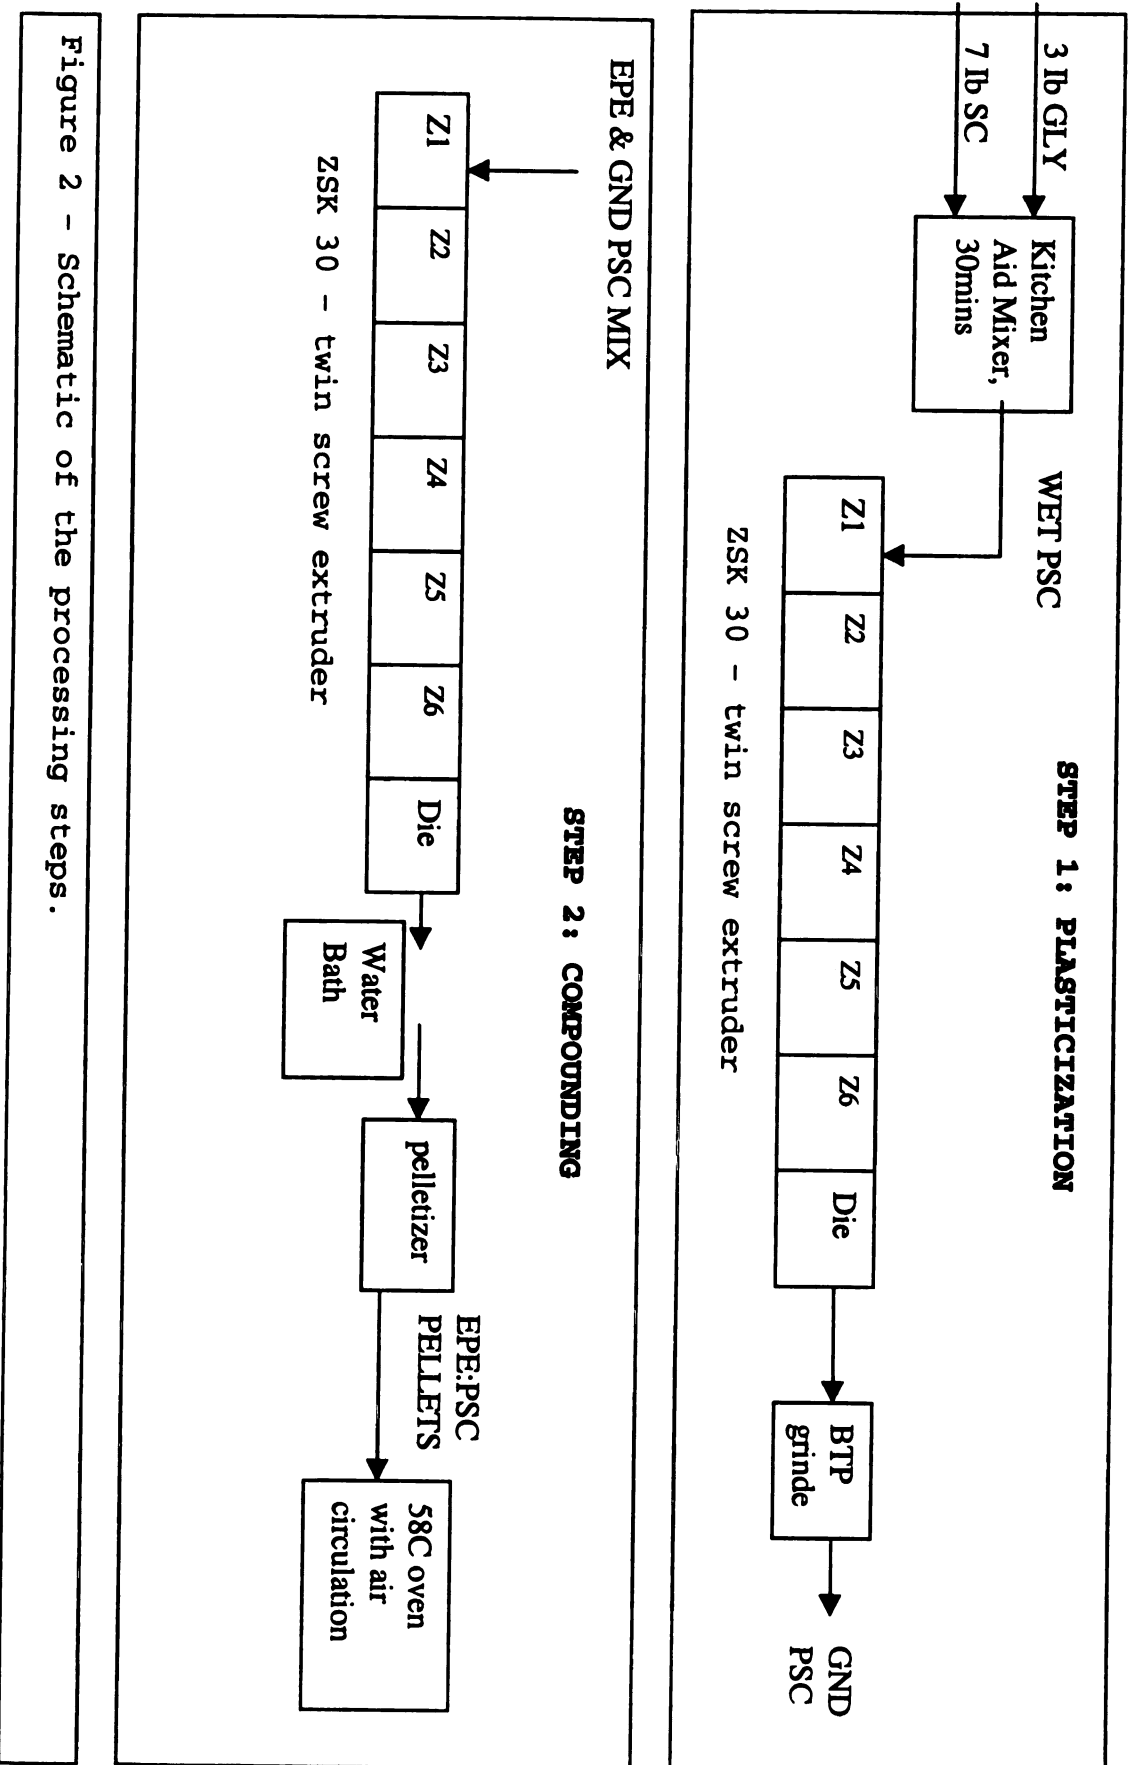 STEP 1: PLASTICIZATION
3 lb GLY
7 lb SC
Kitchen
Aid Mixer,
30mins
WET PSC
Z1
Z2
Z3
Z4
Z5
Z6
Die
ZSK 30 - twin screw extruder
BTP
grinde
GND
PSC
STEP 2: COMPOUNDING
EPE & GND PSC MIX
Z1
Z2
Z3
Z4
Z5
Z6
Die
ZSK 30 - twin screw extruder
Water
Bath
pelletizer
EPE:PSC
PELLETS
58C oven
with air
circulation
Figure 2 - Schematic of the processing steps.